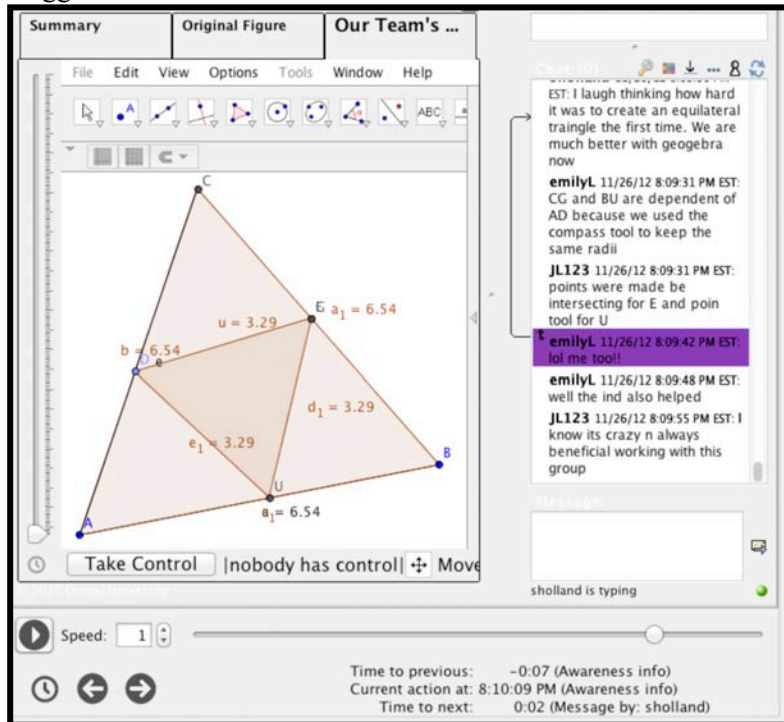 Summary
Original Figure
Our Team's ...
File Edit View Options Tools Window Help
ABC
C
E a₁ = 6.54
u = 3.29
b = 6.54
D e
d₁ = 3.29
e₁ = 3.29
B
U
a₁ = 6.54
A
Take Control |nobody has control| Move
EST: I laugh thinking how hard
it was to create an equilateral
traingle the first time. We are
much better with geogebra
now
emilyL 11/26/12 8:09:31 PM EST:
CG and BU are dependent of
AD because we used the
compass tool to keep the
same radii
JL123 11/26/12 8:09:31 PM EST:
points were made be
intersecting for E and poin
tool for U
t
emilyL 11/26/12 8:09:42 PM EST:
lol me too!!
emilyL 11/26/12 8:09:48 PM EST:
well the ind also helped
JL123 11/26/12 8:09:55 PM EST: I
know its crazy n always
beneficial working with this
group
Message:
sholland is typing
Speed: 1
Time to previous: -0:07 (Awareness info)
Current action at: 8:10:09 PM (Awareness info)
Time to next: 0:02 (Message by: sholland)